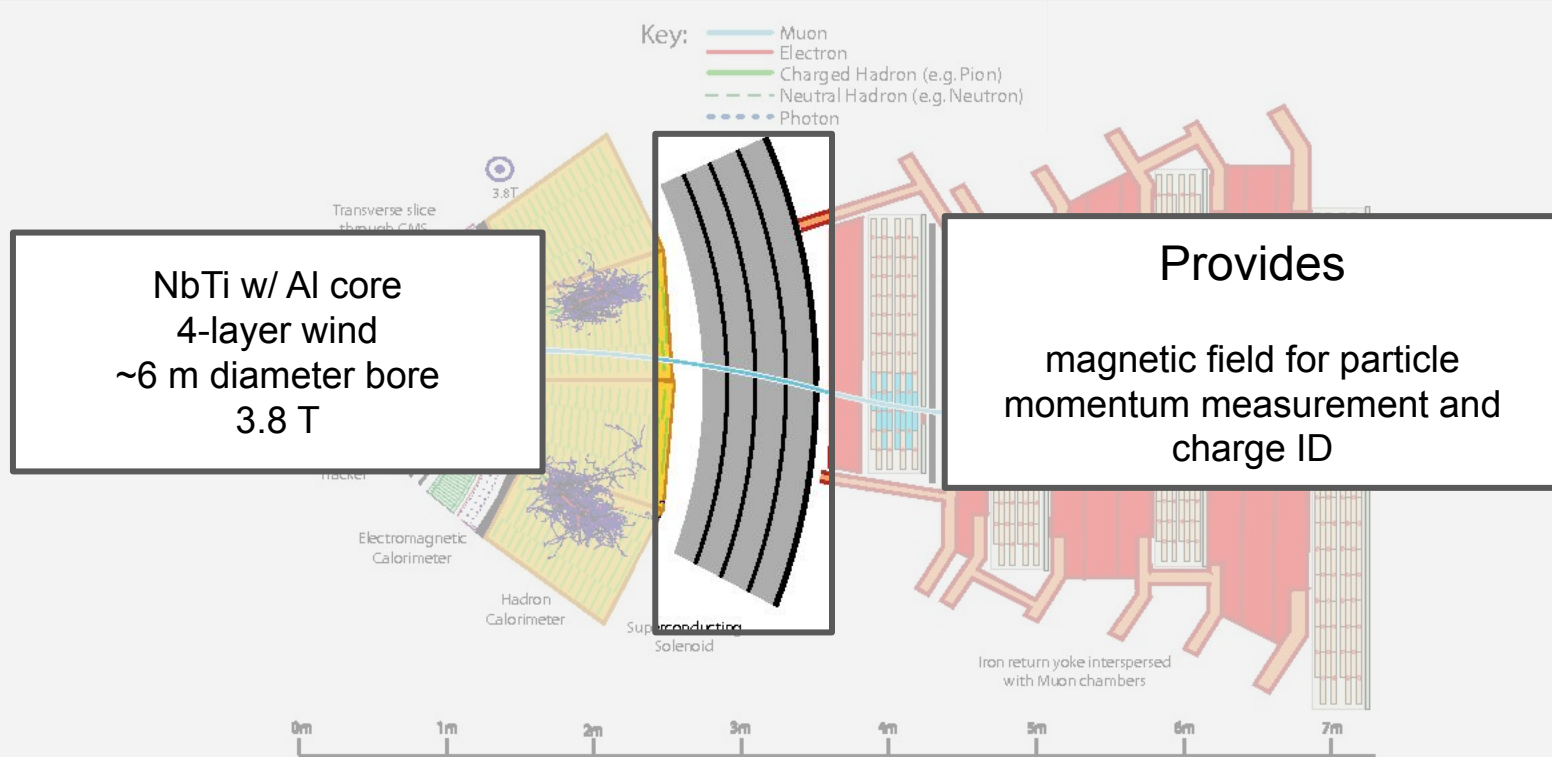 Key:
Muon
Electron
Charged Hadron (e.g. Pion)
Neutral Hadron (e.g. Neutron)
Photon
3.8T
Transverse slice
through CMS
NbTi w/ Al core
4-layer wind
~6 m diameter bore
3.8 T
Provides
magnetic field for particle
momentum measurement and
charge ID
Electromagnetic
Calorimeter
Hadron
Calorimeter
Superconducting
Solenoid
Iron return yoke interspersed
with Muon chambers
0m 1m 2m 3m 4m 5m 6m 7m